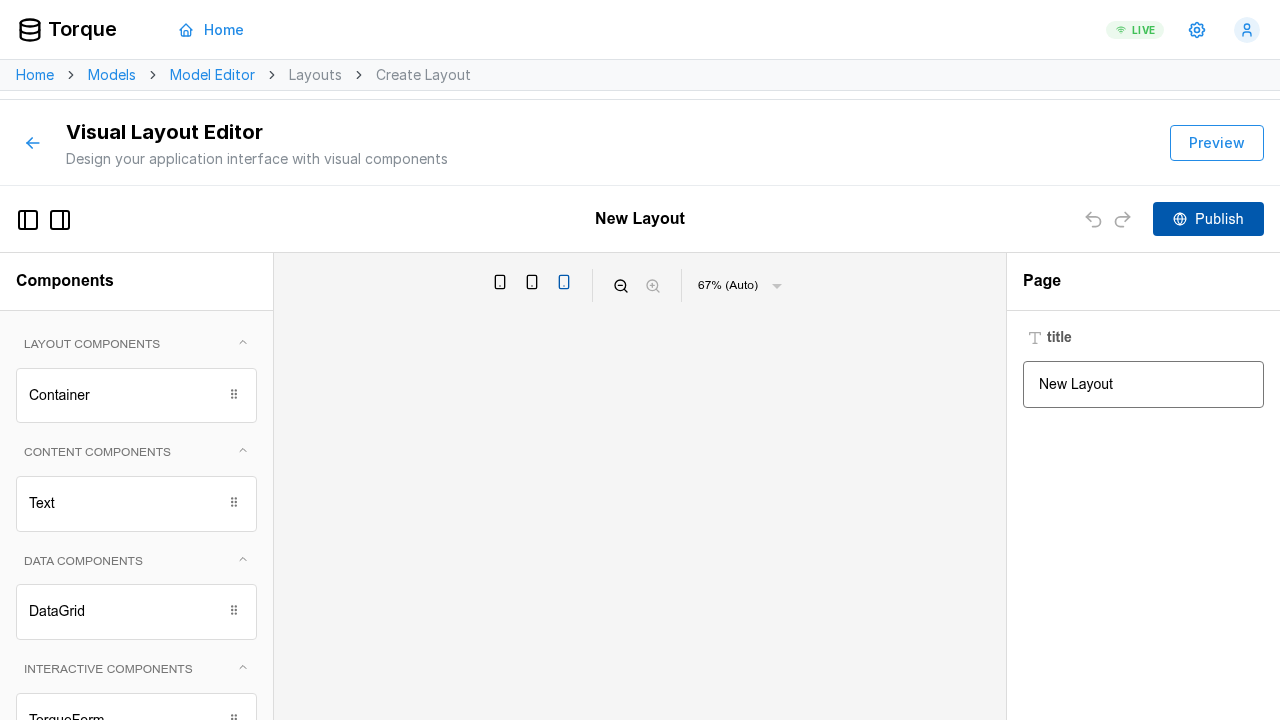 Torque
Home
LIVE
Home
Models
Model Editor
Layouts
Create Layout
Visual Layout Editor
Design your application interface with visual components
Preview
New Layout
Publish
Components
67% (Auto)
Page
LAYOUT COMPONENTS
Container
CONTENT COMPONENTS
Text
DATA COMPONENTS
DataGrid
INTERACTIVE COMPONENTS
TorqueForm
title
New Layout